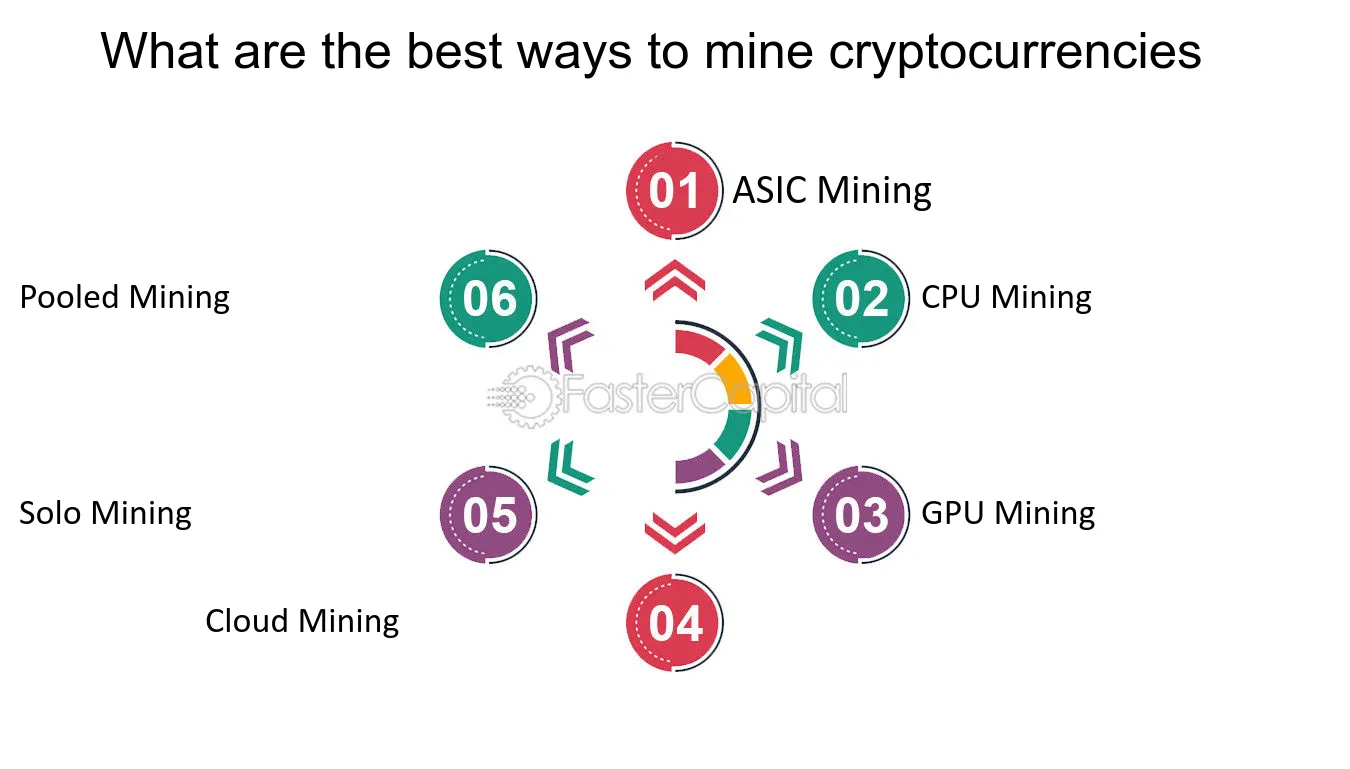 What are the best ways to mine cryptocurrencies
01 ASIC Mining
02 CPU Mining
03 GPU Mining
04 Cloud Mining
05 Solo Mining
06 Pooled Mining
FasterCapital